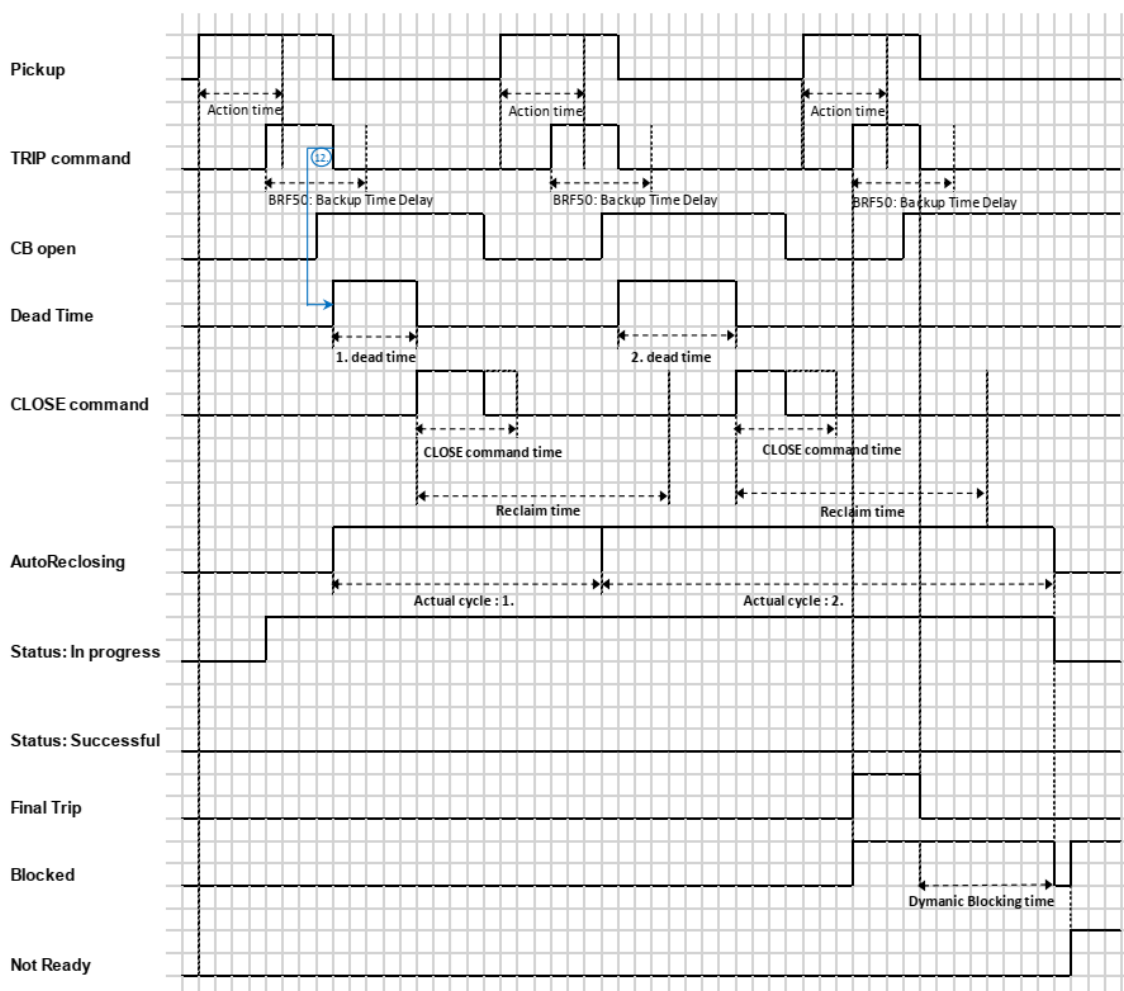 Pickup
Action time
Action time
Action time
TRIP command
12.
BRF50: Backup Time Delay
BRF50: Backup Time Delay
BRF50: Backup Time Delay
CB open
Dead Time
1. dead time
2. dead time
CLOSE command
CLOSE command time
CLOSE command time
Reclaim time
Reclaim time
AutoReclosing
Actual cycle : 1.
Actual cycle : 2.
Status: In progress
Status: Successful
Final Trip
Blocked
Dymanic Blocking time
Not Ready